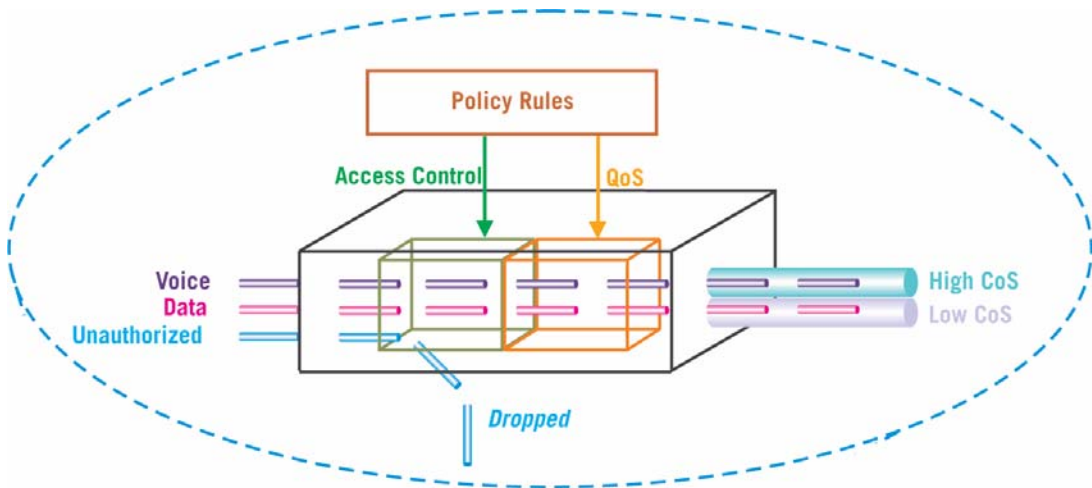 Policy Rules
Access Control
QoS
Voice
Data
Unauthorized
High CoS
Low CoS
Dropped